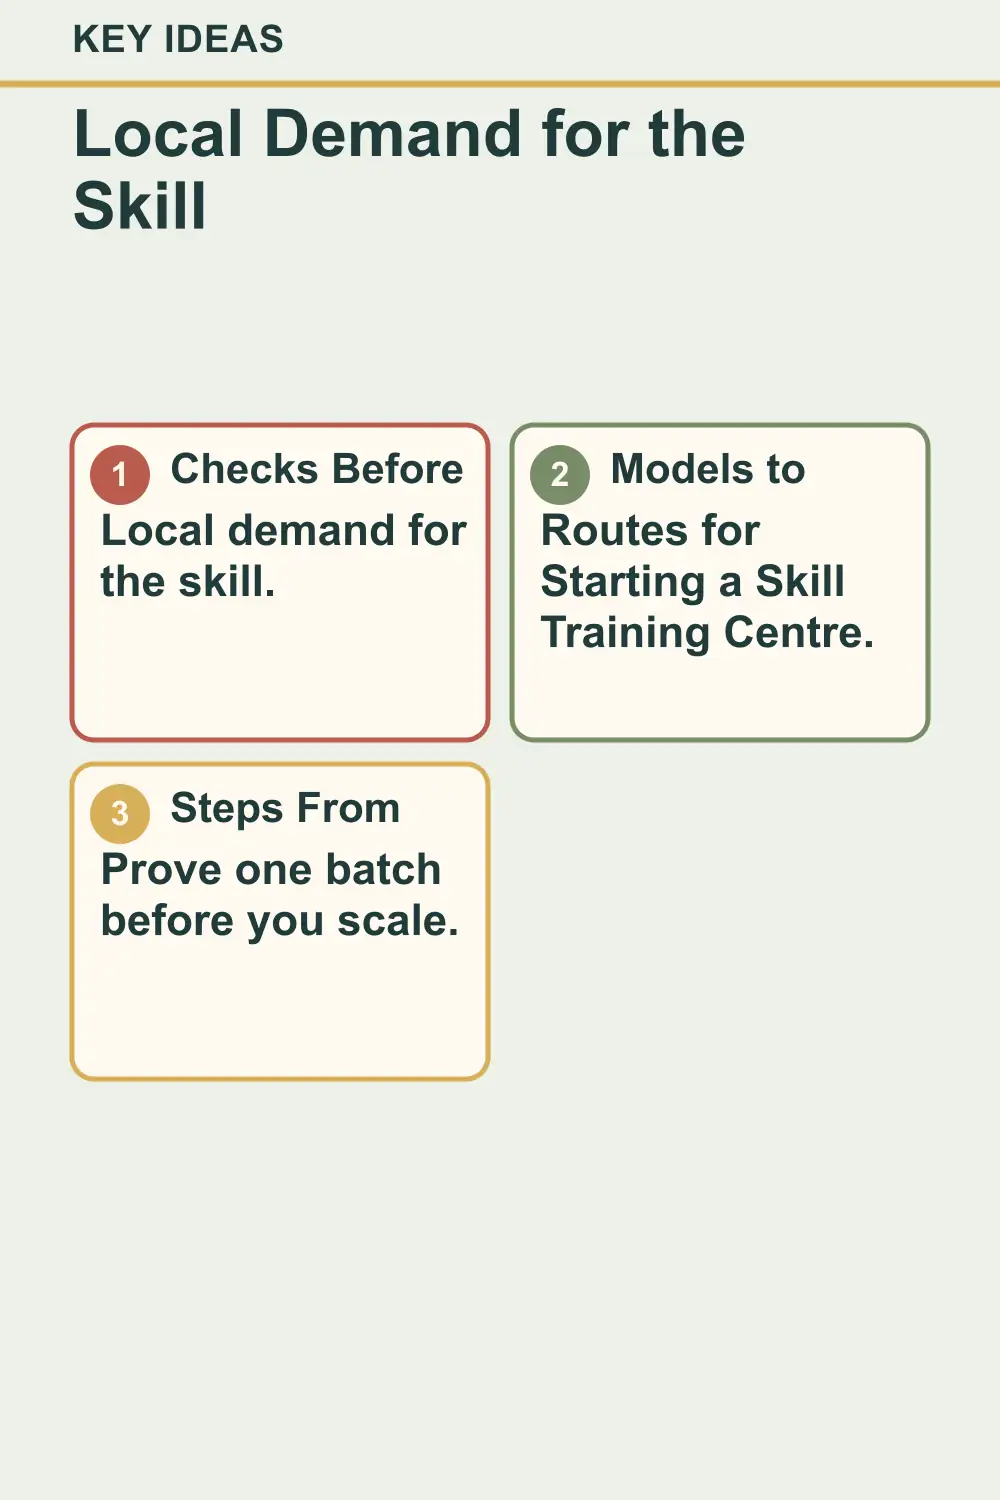 KEY IDEAS
Local Demand for the
Skill
1 Checks Before
Local demand for
the skill.
2 Models to
Routes for
Starting a Skill
Training Centre.
3 Steps From
Prove one batch
before you scale.